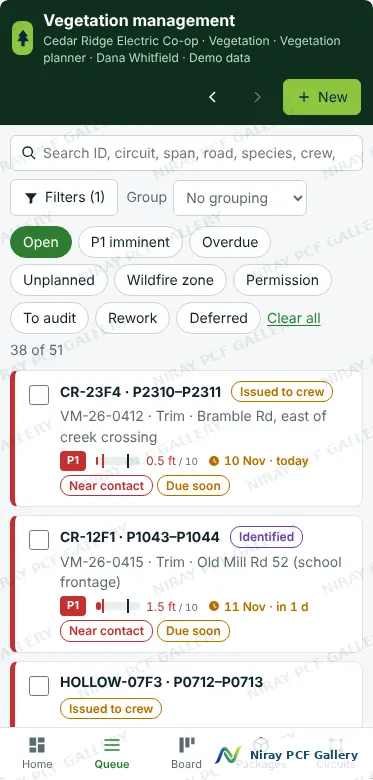 Vegetation management
Cedar Ridge Electric Co-op · Vegetation · Vegetation
planner · Dana Whitfield · Demo data
+ New
Search ID, circuit, span, road, species, crew,
Filters (1)
Group
No grouping
Open
P1 imminent
Overdue
Unplanned
Wildfire zone
Permission
To audit
Rework
Deferred
Clear all
38 of 51
CR-23F4 · P2310–P2311
Issued to crew
VM-26-0412 · Trim · Bramble Rd, east of
creek crossing
P1
0.5 ft / 10
10 Nov · today
Near contact
Due soon
CR-12F1 · P1043–P1044
Identified
VM-26-0415 · Trim · Old Mill Rd 52 (school
frontage)
P1
1.5 ft / 10
11 Nov · in 1 d
Near contact
Due soon
HOLLOW-07F3 · P0712–P0713
Issued to crew
Home
Queue
Board
Packages
Circuits
Niray PCF Gallery
NIRAY PCF GALLERY